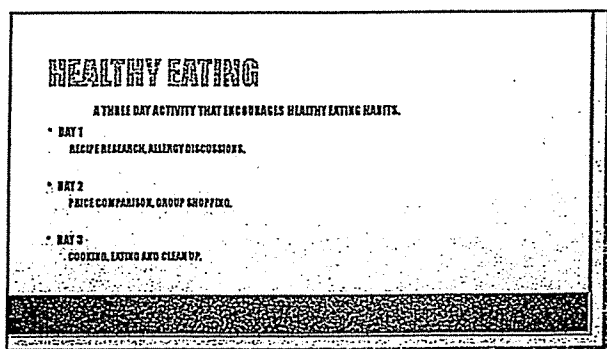 HEALTHY EATING
A THREE DAY ACTIVITY THAT ENCOURAGES HEALTHY EATING HABITS.
• DAY 1
RECIPE RESEARCH, ALLERGY DISCUSSIONS.
• DAY 2
PRICE COMPARISON, GROUP SHOPPING.
• DAY 3
COOKING, EATING AND CLEAN UP.